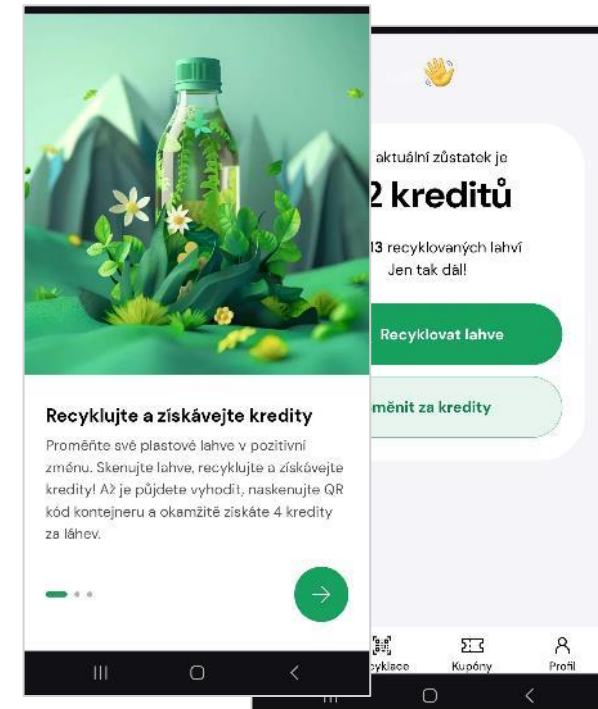 Recyklujte a získávejte kredity
Proměňte své plastové lahve v pozitivní
změnu. Skenujte lahve, recyklujte a získávejte
kredity! Až je půjdete vyhodit, naskenujte QR
kód kontejneru a okamžitě získáte 4 kredity
za láhev.
aktuální zůstatek je
2 kreditů
13 recyklovaných lahví
Jen tak dál!
Recyklovat lahve
měnit za kredity
cyklace
Kupóny
Profil